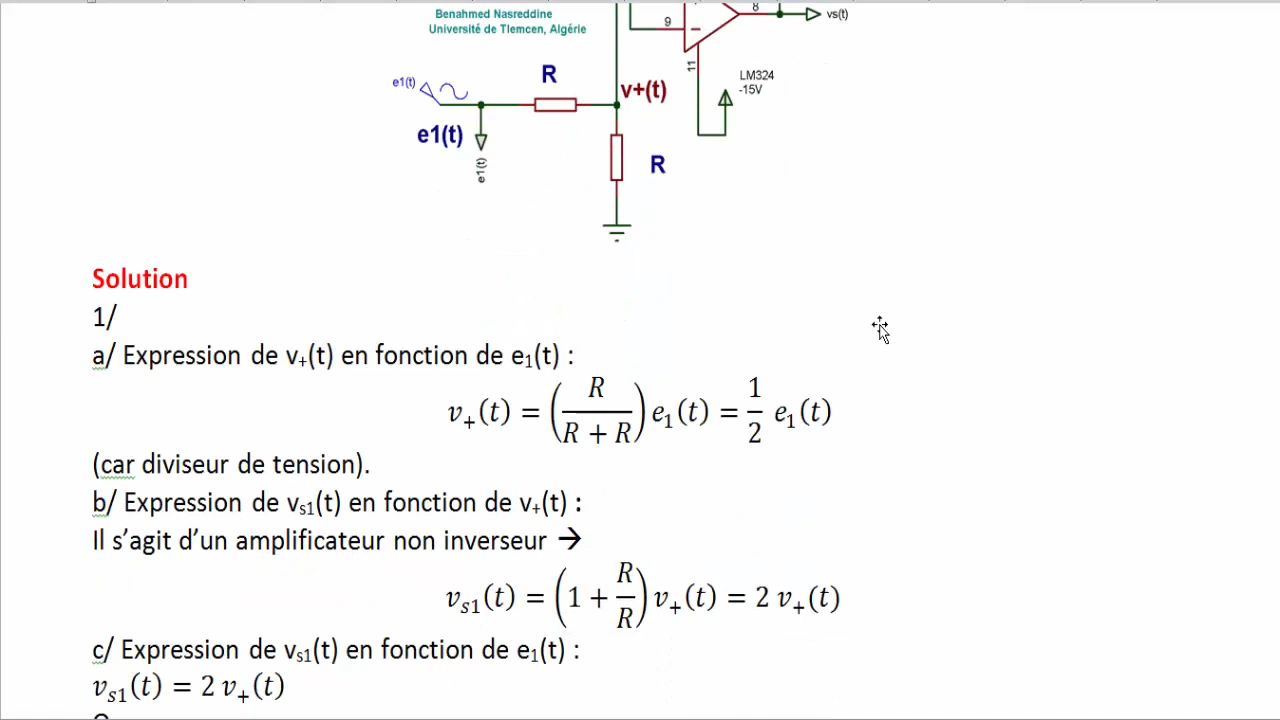 Benahmed Nasreddine
Université de Tlemcen, Algérie
9
8
vs(t)
11
LM324
-15V
R
e1(t)
v+(t)
e1(t)
e1(t)
R
Solution
1/
a/ Expression de v₊(t) en fonction de e₁(t) :
v₊(t) = (R / (R + R)) e₁(t) = 1/2 e₁(t)
(car diviseur de tension).
b/ Expression de vₛ₁(t) en fonction de v₊(t) :
Il s’agit d’un amplificateur non inverseur →
vₛ₁(t) = (1 + R/R) v₊(t) = 2 v₊(t)
c/ Expression de vₛ₁(t) en fonction de e₁(t) :
vₛ₁(t) = 2 v₊(t)